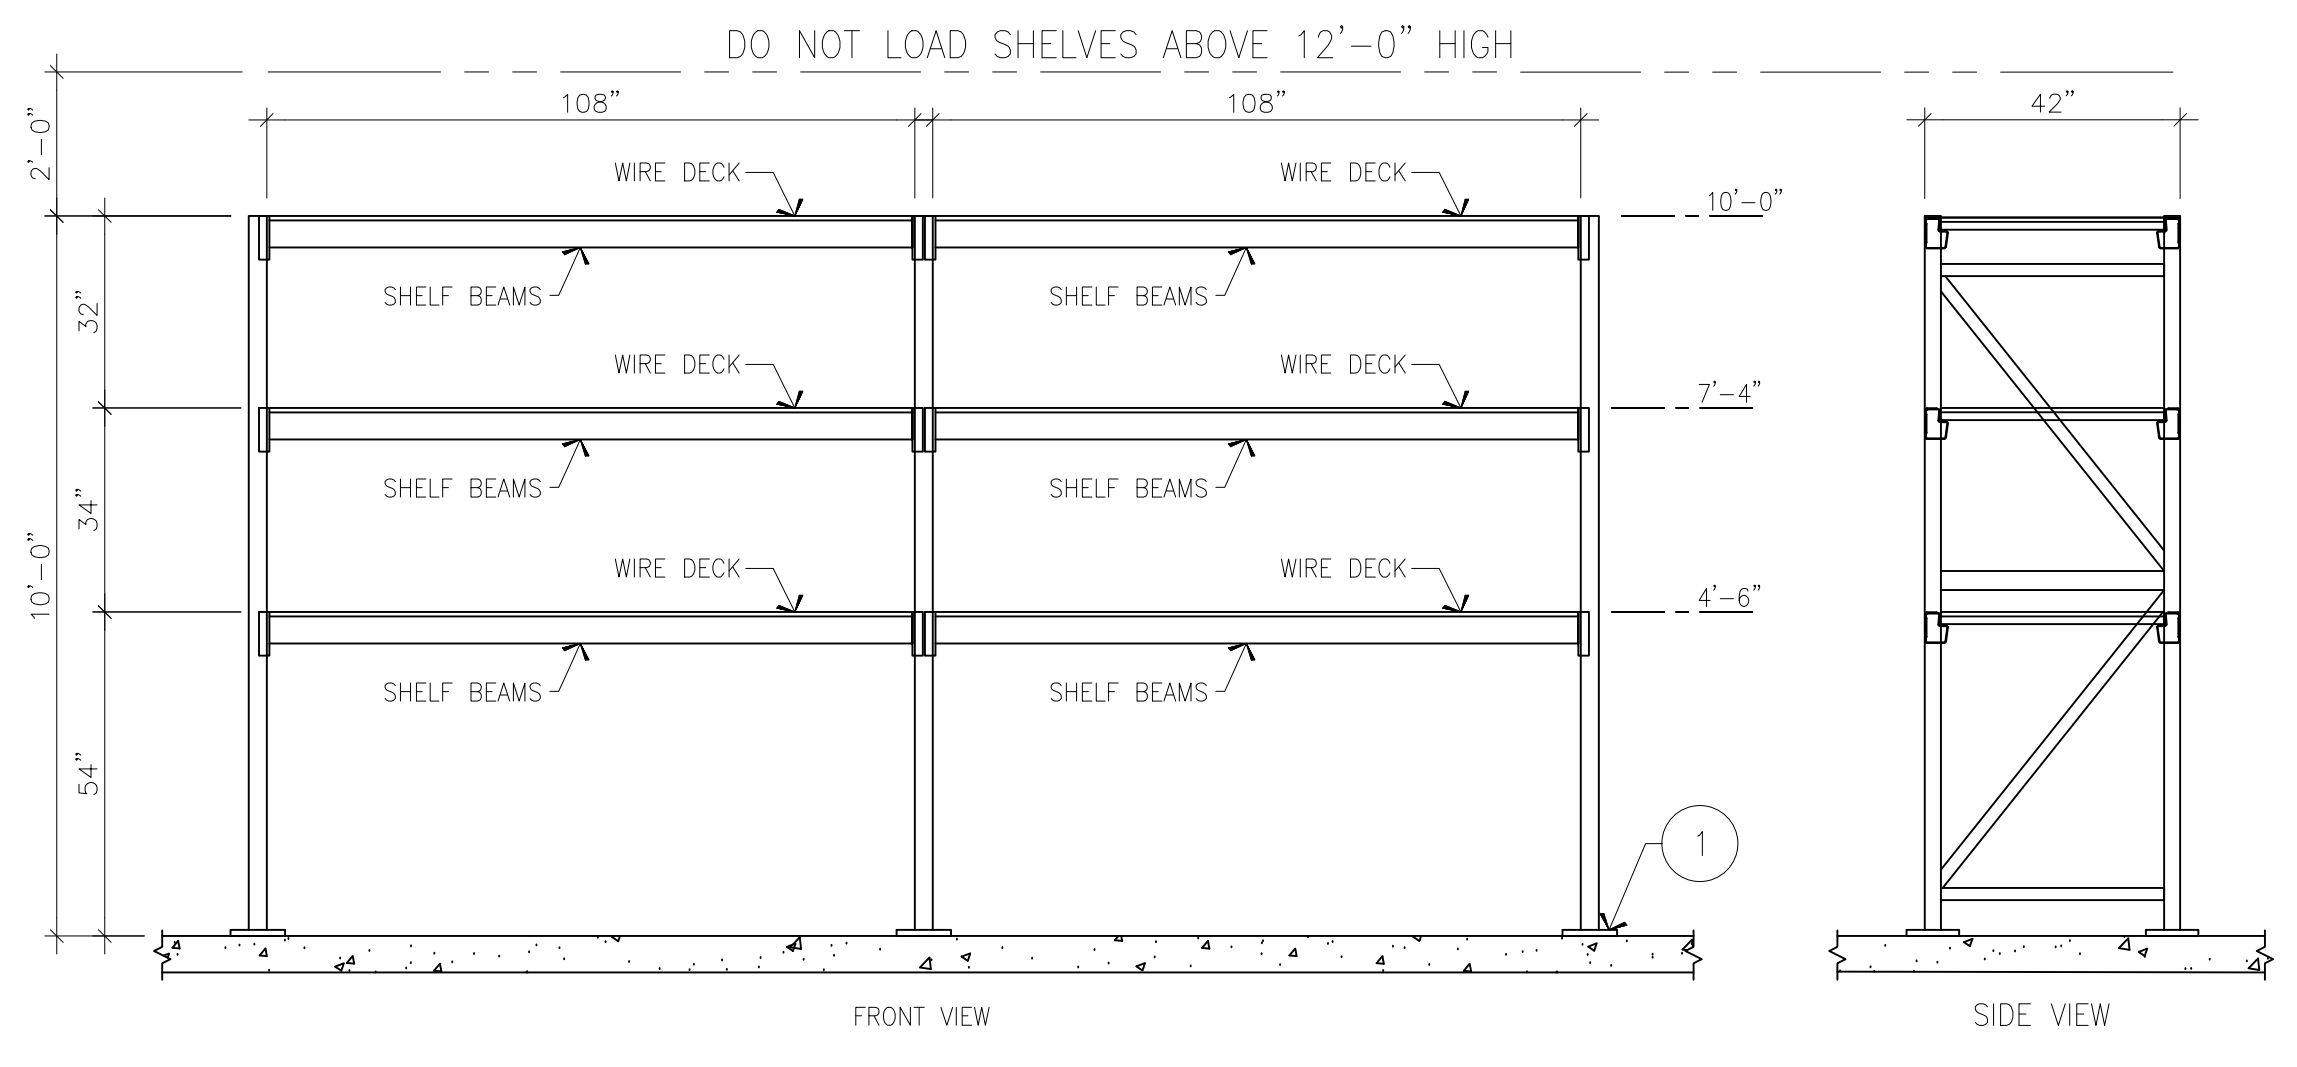 DO NOT LOAD SHELVES ABOVE 12'-0" HIGH
2'-0"
108"
108"
42"
WIRE DECK
WIRE DECK
10'-0"
SHELF BEAMS
SHELF BEAMS
32"
WIRE DECK
WIRE DECK
7'-4"
SHELF BEAMS
SHELF BEAMS
34"
10'-0"
WIRE DECK
WIRE DECK
4'-6"
SHELF BEAMS
SHELF BEAMS
54"
1
FRONT VIEW
SIDE VIEW